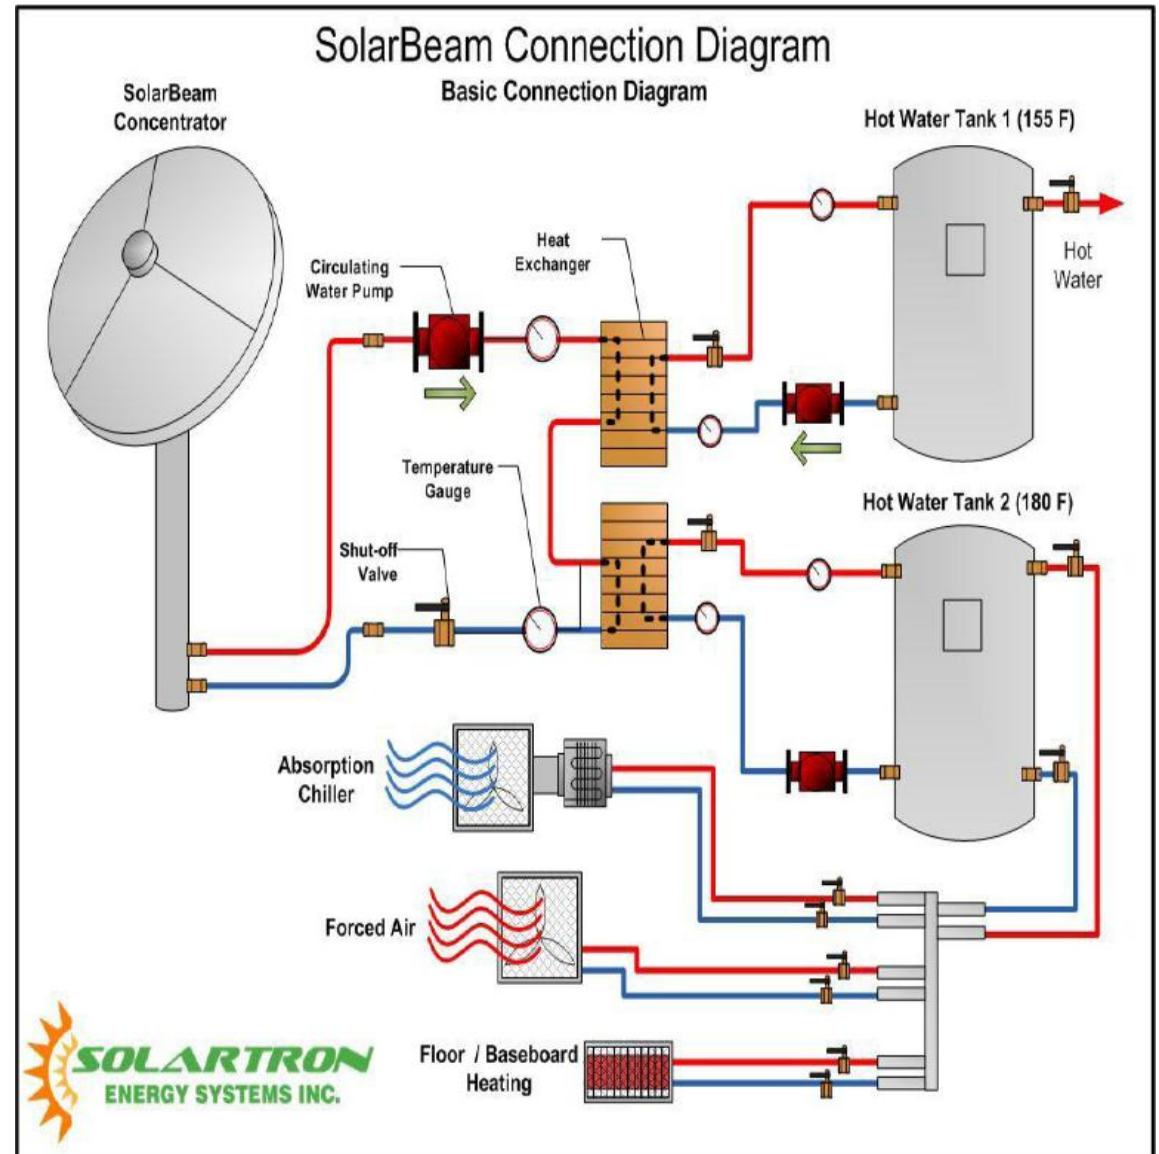 SolarBeam Connection Diagram
Basic Connection Diagram
SolarBeam
Concentrator
Hot Water Tank 1 (155 F)
Heat
Exchanger
Circulating
Water Pump
Hot
Water
Temperature
Gauge
Hot Water Tank 2 (180 F)
Shut-off
Valve
Absorption
Chiller
Forced Air
Floor / Baseboard
Heating
SOLARTRON
ENERGY SYSTEMS INC.